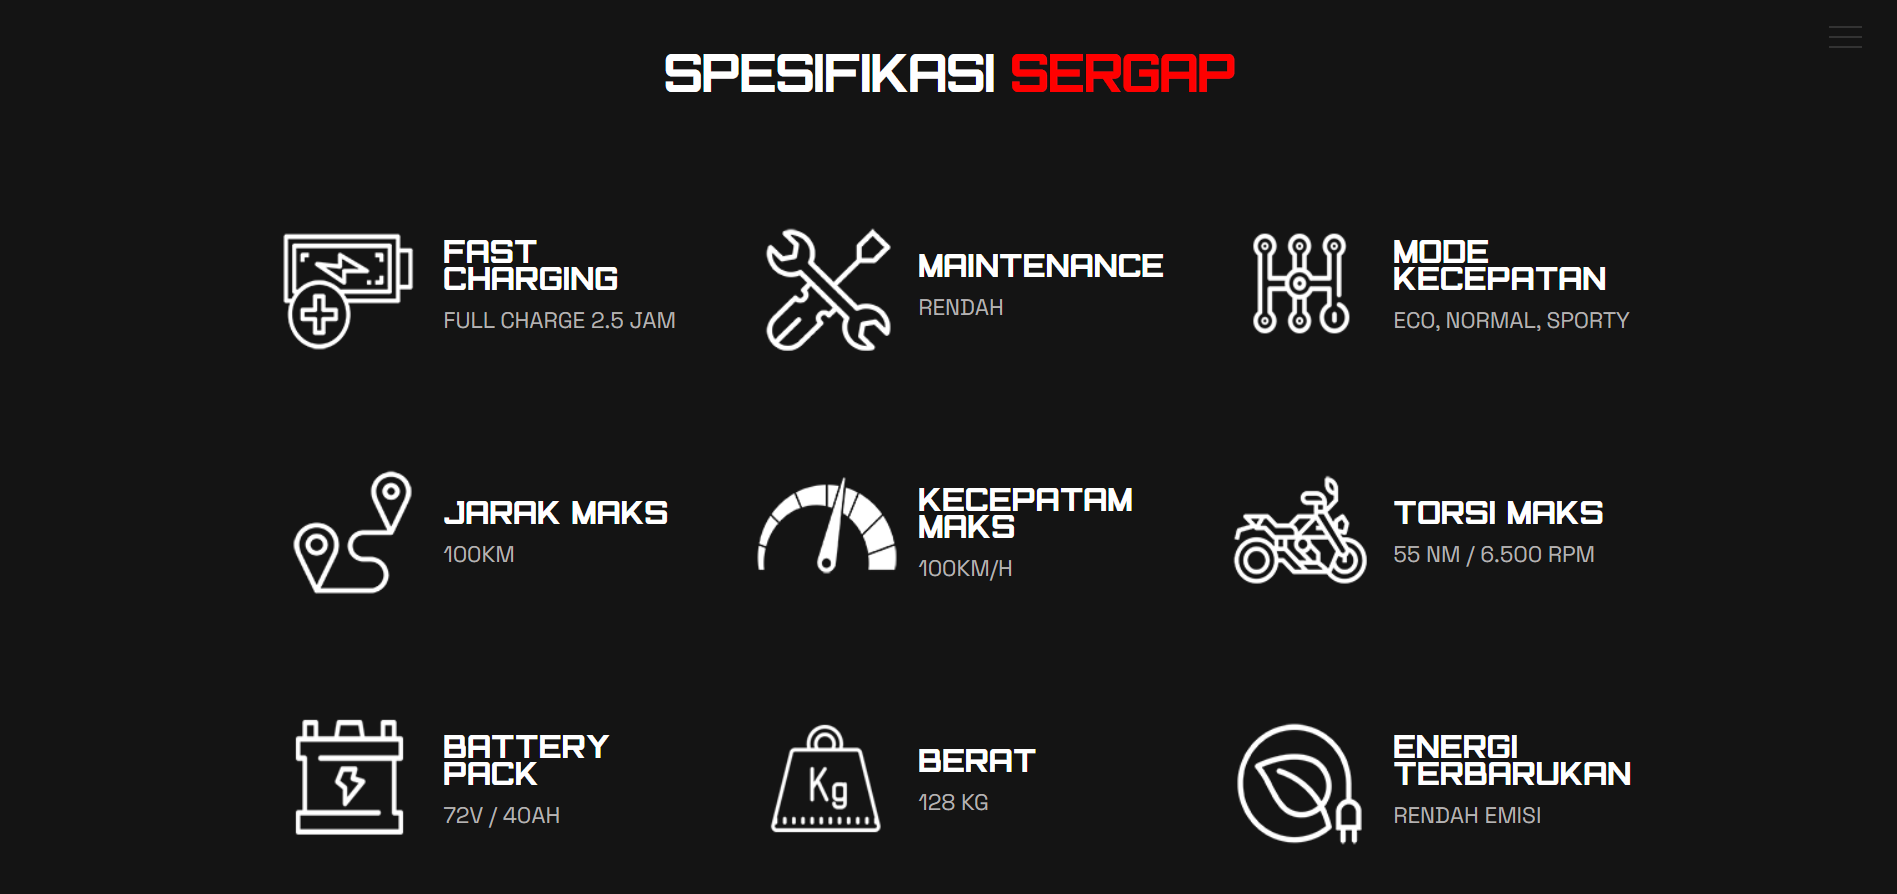 SPESIFIKASI SERGAP
FAST
CHARGING
FULL CHARGE 2.5 JAM
MAINTENANCE
RENDAH
MODE
KECEPATAN
ECO, NORMAL, SPORTY
JARAK MAKS
100KM
KECEPATAM
MAKS
100KM/H
TORSI MAKS
55 NM / 6.500 RPM
BATTERY
PACK
72V / 40AH
Kg
BERAT
128 KG
ENERGI
TERBARUKAN
RENDAH EMISI